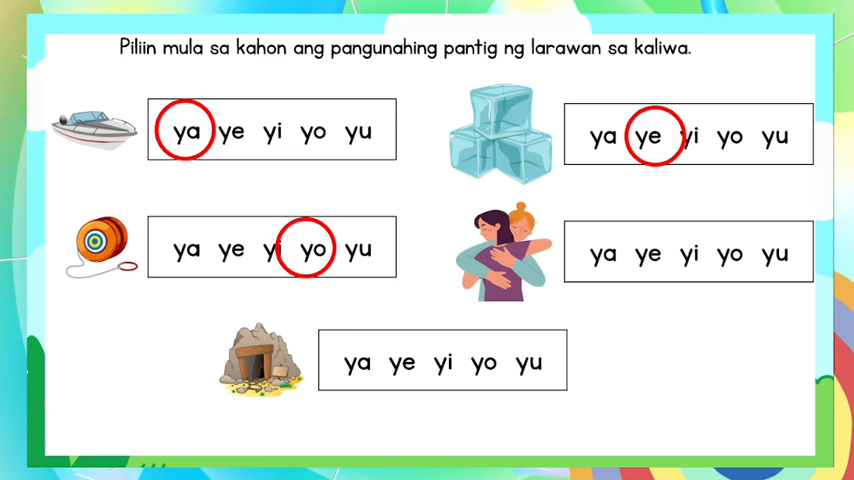 Piliin mula sa kahon ang pangunahing pantig ng larawan sa kaliwa.
ya ye yi yo yu
ya ye yi yo yu
ya ye yi yo yu
ya ye yi yo yu
ya ye yi yo yu